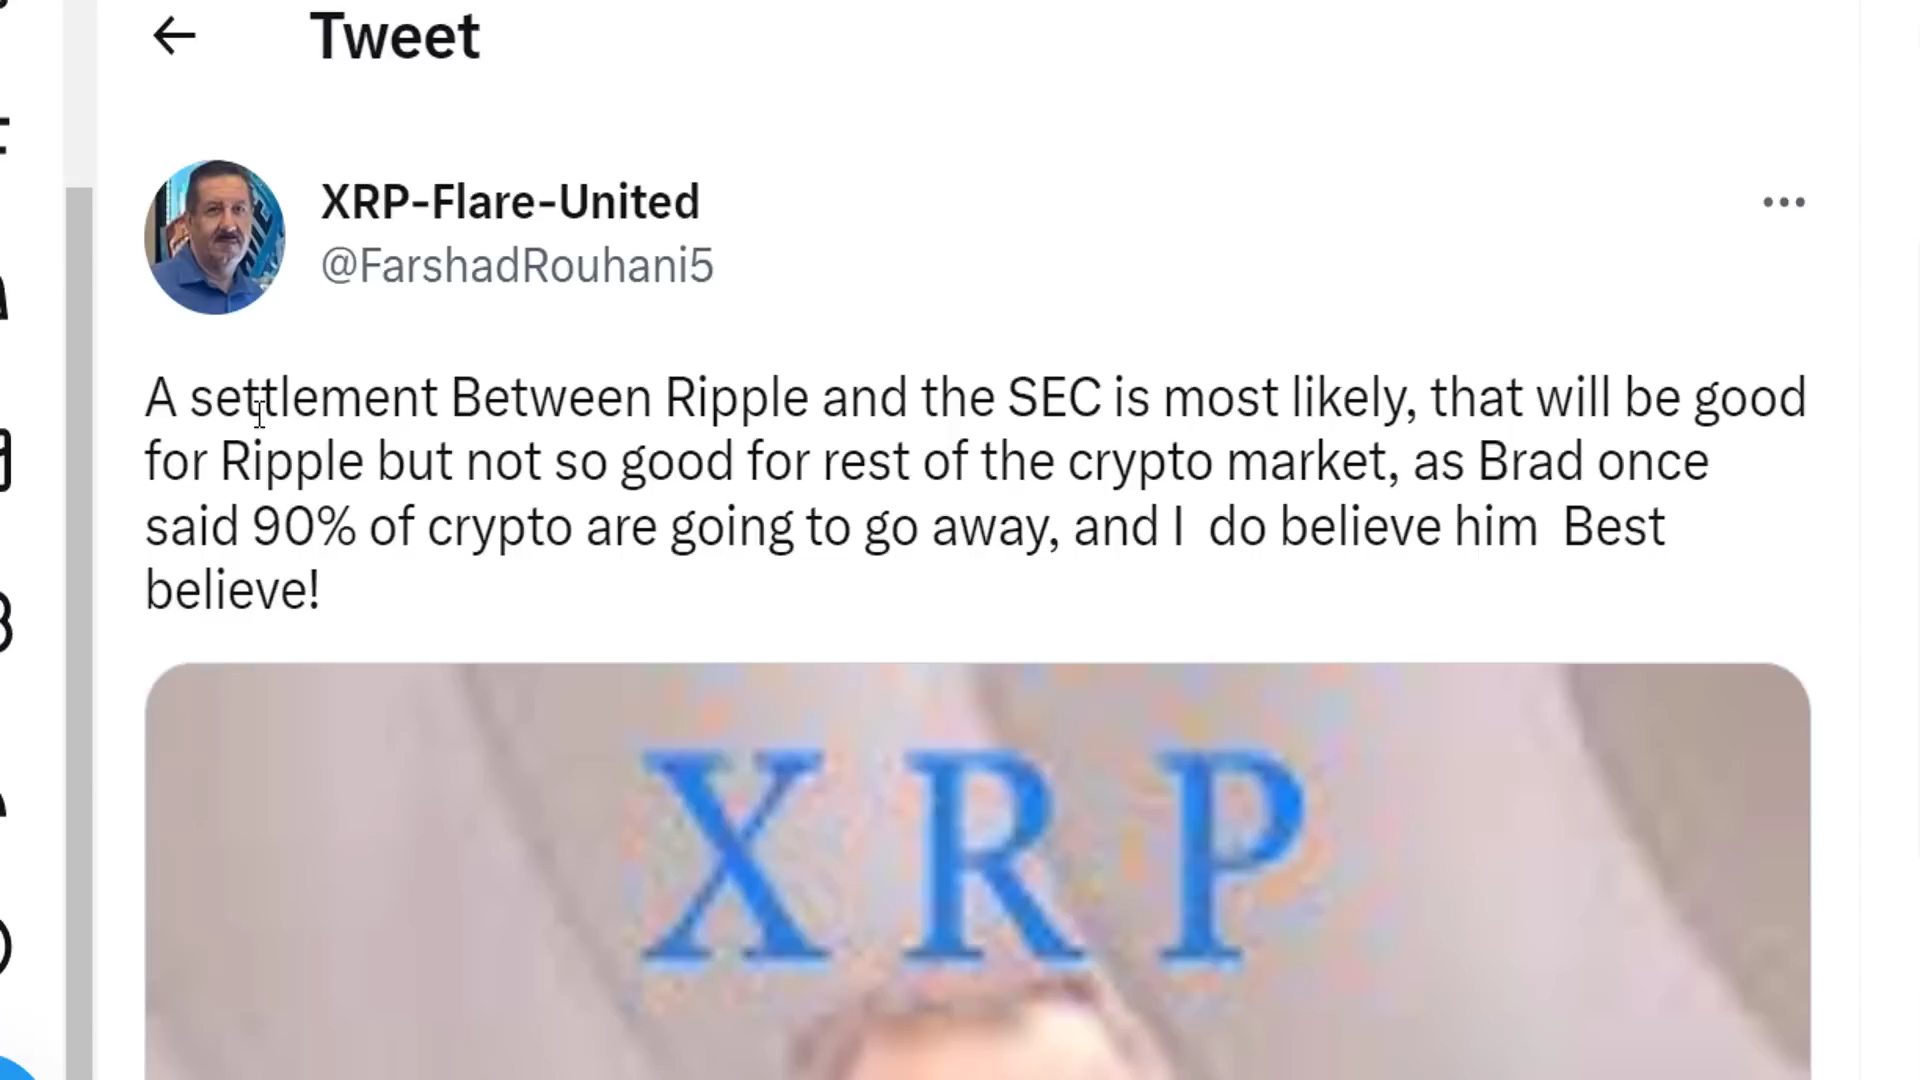 Tweet
XRP-Flare-United
@FarshadRouhani5
A settlement Between Ripple and the SEC is most likely, that will be good
for Ripple but not so good for rest of the crypto market, as Brad once
said 90% of crypto are going to go away, and I  do believe him  Best
believe!
XRP